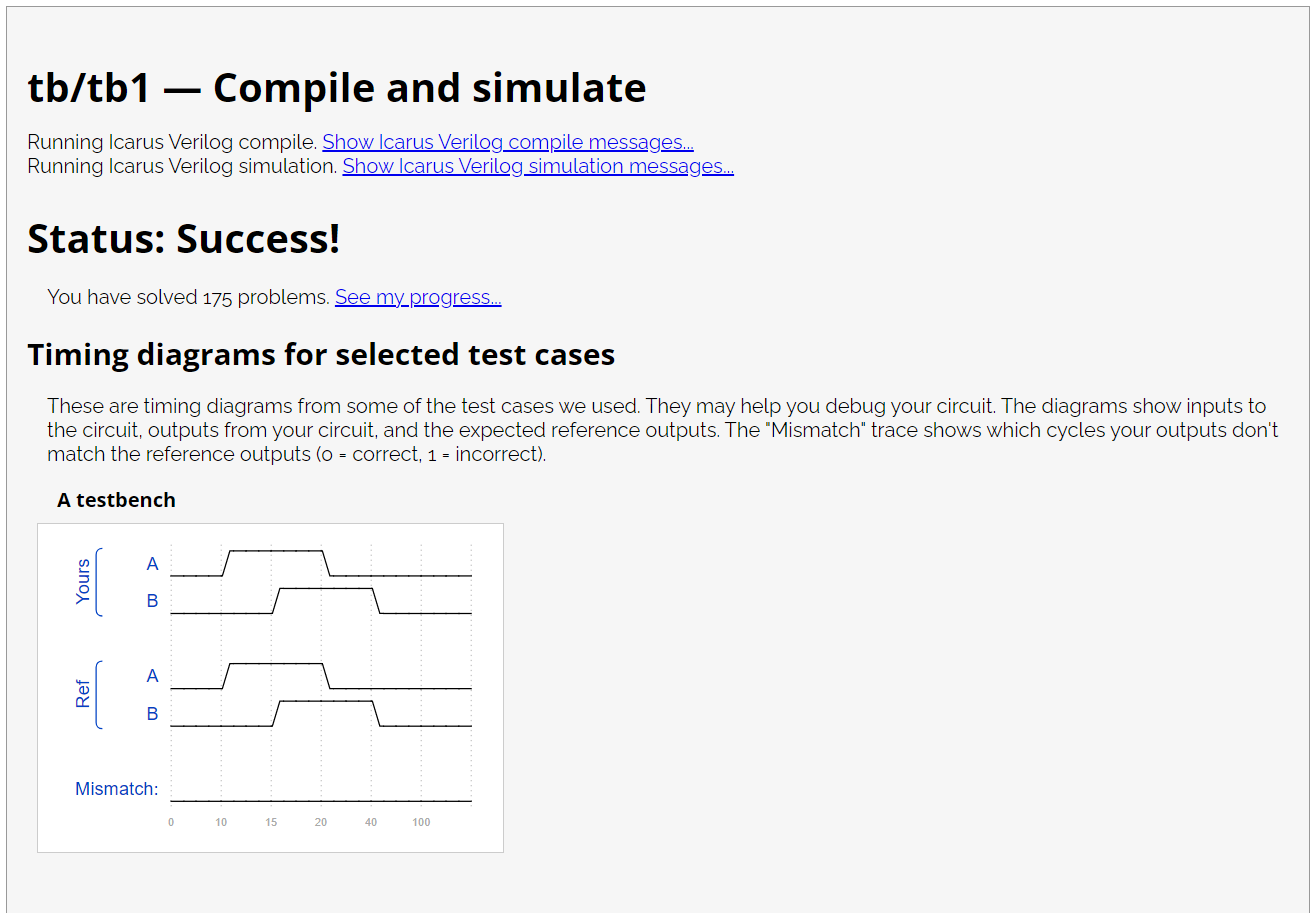 tb/tb1 — Compile and simulate
Running Icarus Verilog compile. Show Icarus Verilog compile messages...
Running Icarus Verilog simulation. Show Icarus Verilog simulation messages...
Status: Success!
You have solved 175 problems. See my progress...
Timing diagrams for selected test cases
These are timing diagrams from some of the test cases we used. They may help you debug your circuit. The diagrams show inputs to
the circuit, outputs from your circuit, and the expected reference outputs. The "Mismatch" trace shows which cycles your outputs don't
match the reference outputs (0 = correct, 1 = incorrect).
A testbench
Yours
A
B
Ref
A
B
Mismatch:
0 10 15 20 40 100